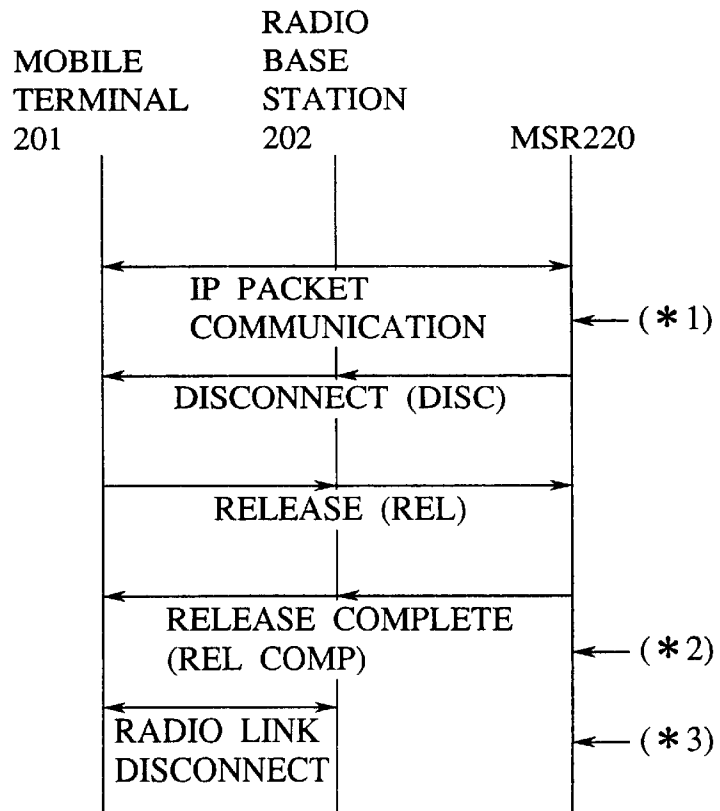 MOBILE
TERMINAL
201
RADIO
BASE
STATION
202
MSR220
IP PACKET
COMMUNICATION
(*1)
DISCONNECT (DISC)
RELEASE (REL)
RELEASE COMPLETE
(REL COMP)
(*2)
RADIO LINK
DISCONNECT
(*3)